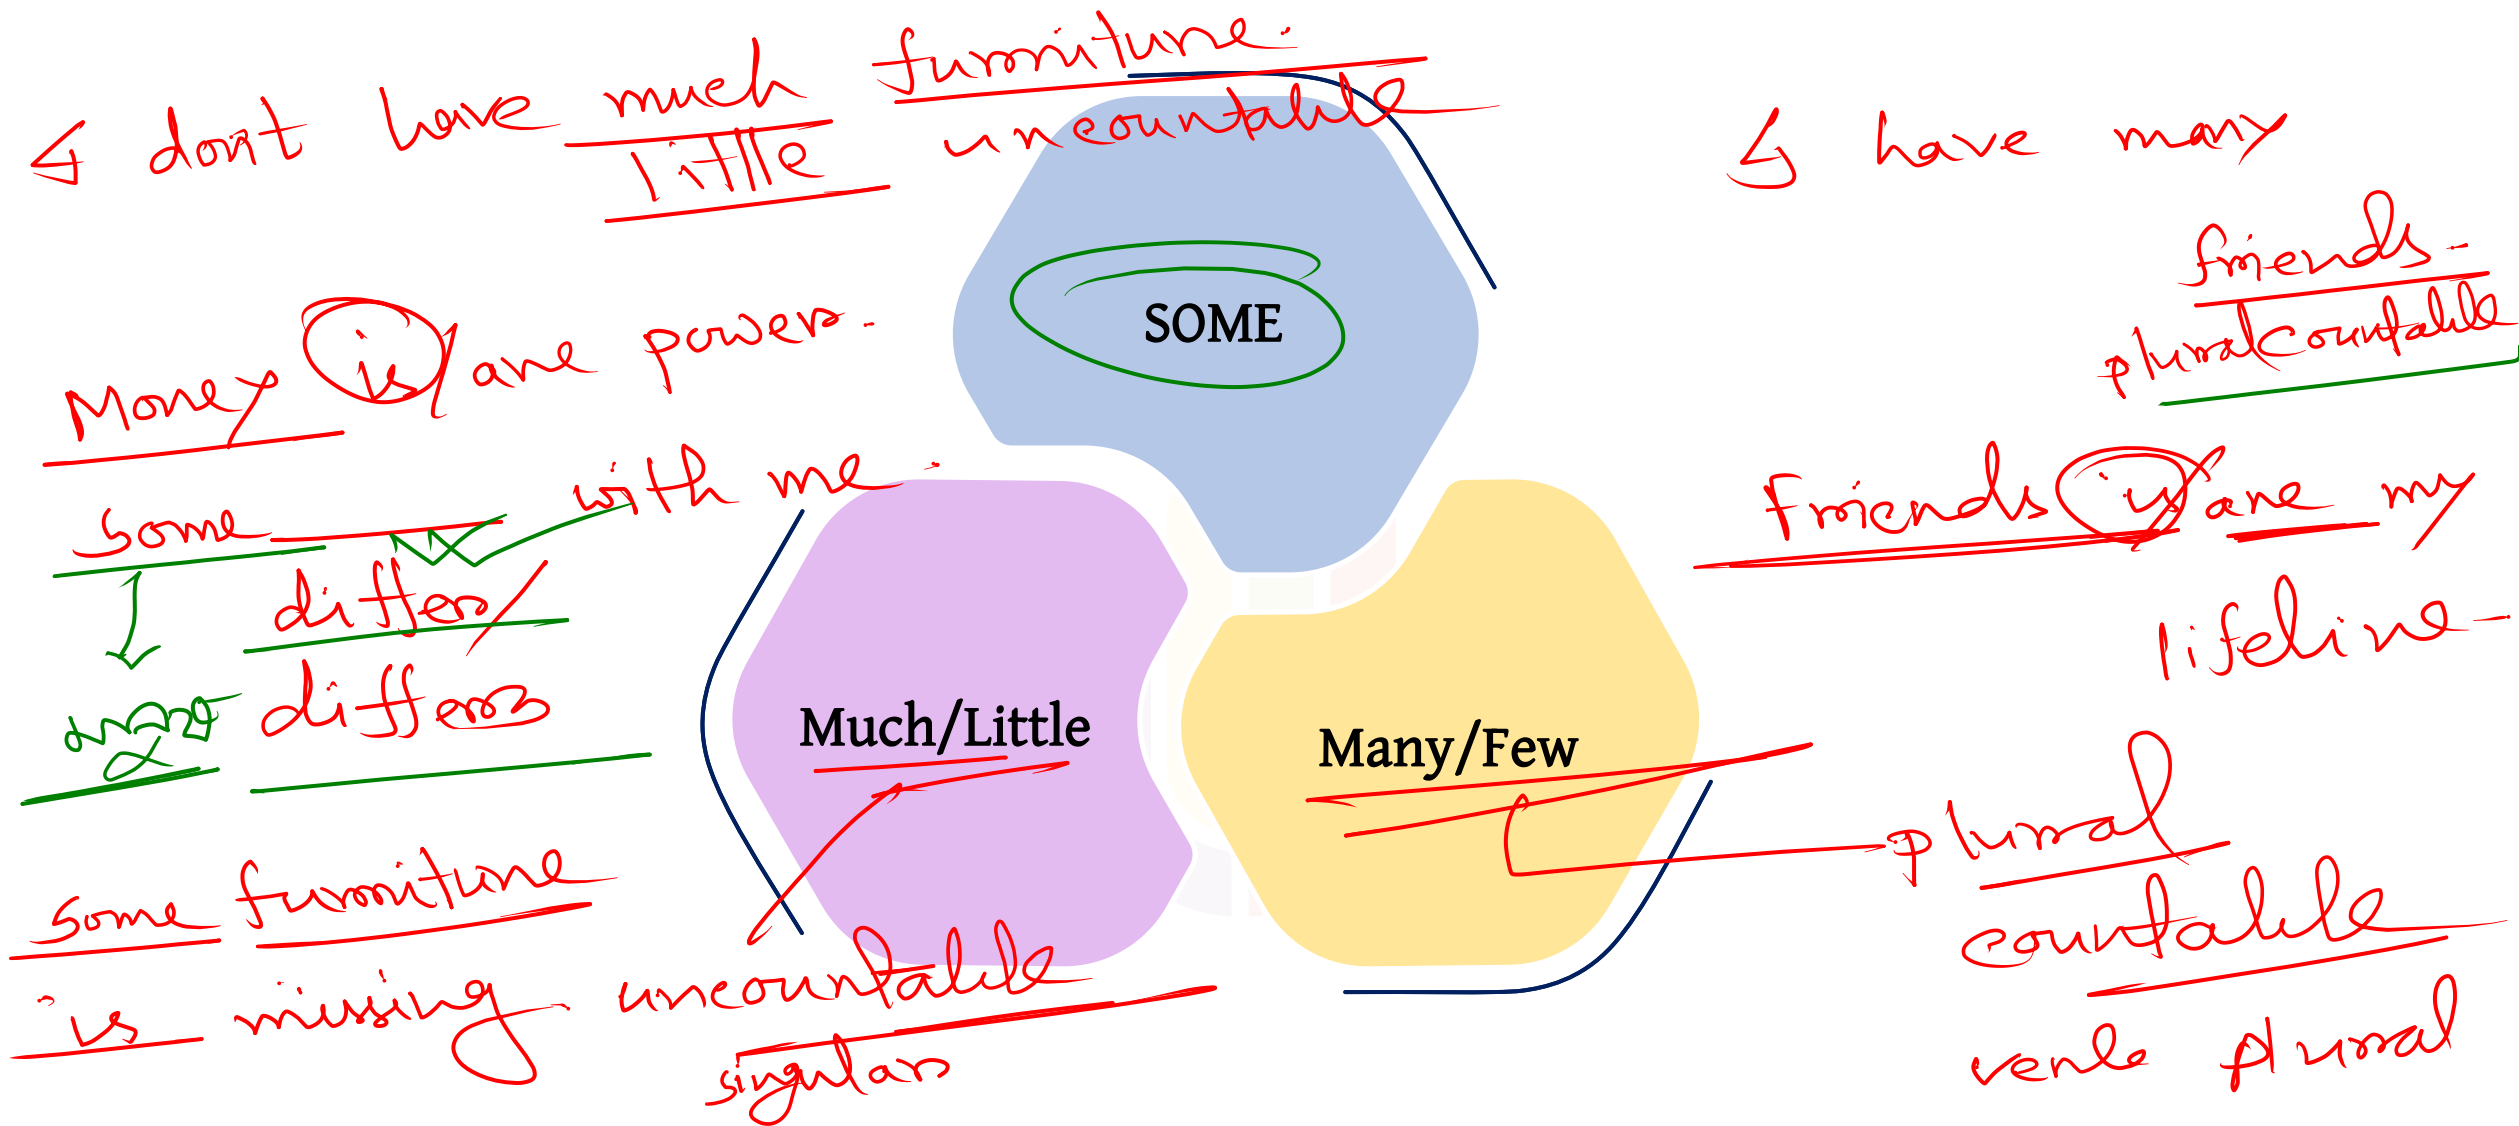 I don't have much furniture.
little
uncountable
I have many
friends.
plural Countable
SOME
Money is/are power.
Friends is/are my
lifeline.
Some
with me.
differ/
differs
Much/Little
Many/Few
plural
countable
verb plural
Some furniture
is missing.
uncountable
singular